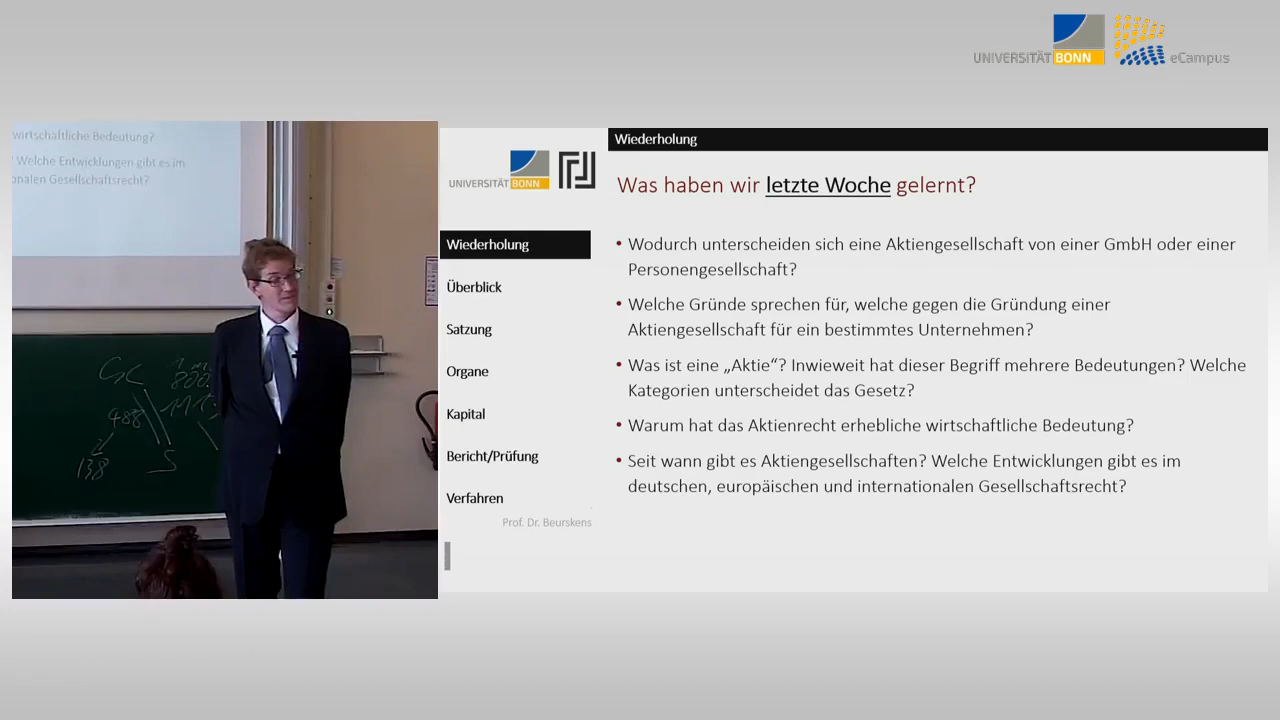 UNIVERSITÄT BONN
eCampus
wirtschaftliche Bedeutung?
Welche Entwicklungen gibt es im
onalen Gesellschaftsrecht?
488
138
S
UNIVERSITÄT BONN
Wiederholung
Überblick
Satzung
Organe
Kapital
Bericht/Prüfung
Verfahren
Prof. Dr. Beurskens
Wiederholung
Was haben wir letzte Woche gelernt?
• Wodurch unterscheiden sich eine Aktiengesellschaft von einer GmbH oder einer
Personengesellschaft?
• Welche Gründe sprechen für, welche gegen die Gründung einer
Aktiengesellschaft für ein bestimmtes Unternehmen?
• Was ist eine „Aktie“? Inwieweit hat dieser Begriff mehrere Bedeutungen? Welche
Kategorien unterscheidet das Gesetz?
• Warum hat das Aktienrecht erhebliche wirtschaftliche Bedeutung?
• Seit wann gibt es Aktiengesellschaften? Welche Entwicklungen gibt es im
deutschen, europäischen und internationalen Gesellschaftsrecht?